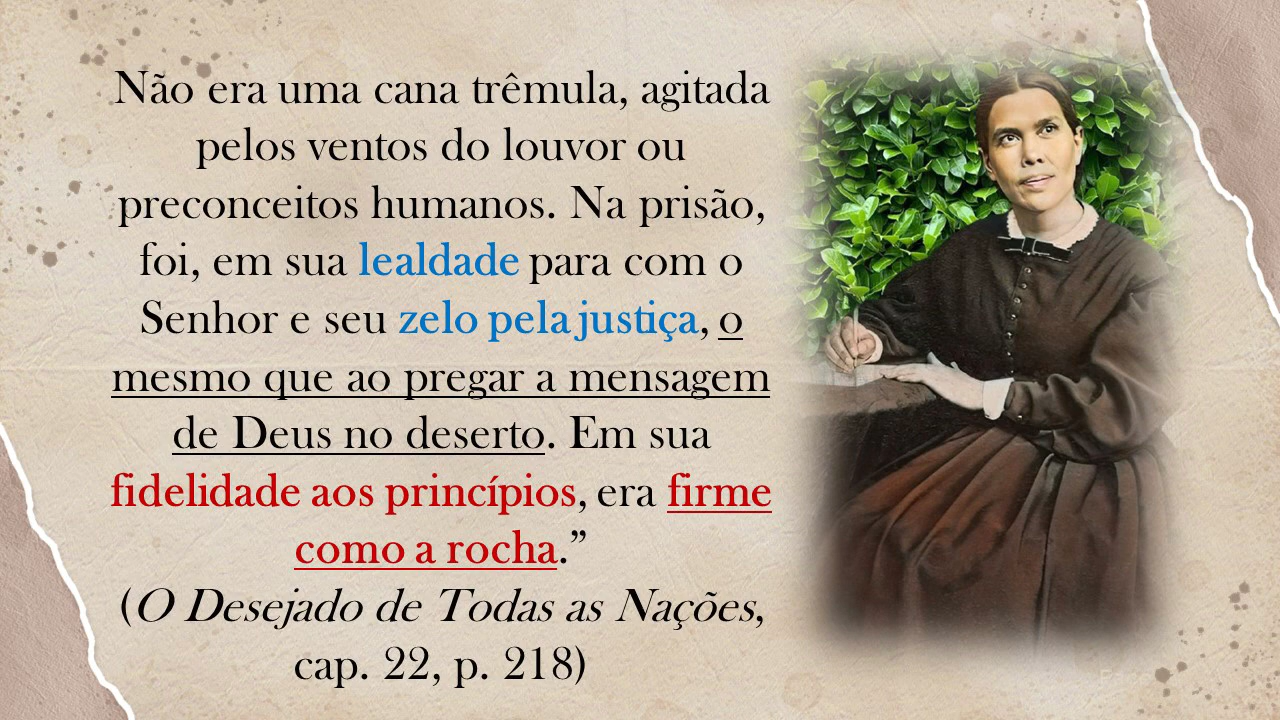 Não era uma cana trêmula, agitada
pelos ventos do louvor ou
preconceitos humanos. Na prisão,
foi, em sua lealdade para com o
Senhor e seu zelo pela justiça, o
mesmo que ao pregar a mensagem
de Deus no deserto. Em sua
fidelidade aos princípios, era firme
como a rocha.”
(O Desejado de Todas as Nações,
cap. 22, p. 218)